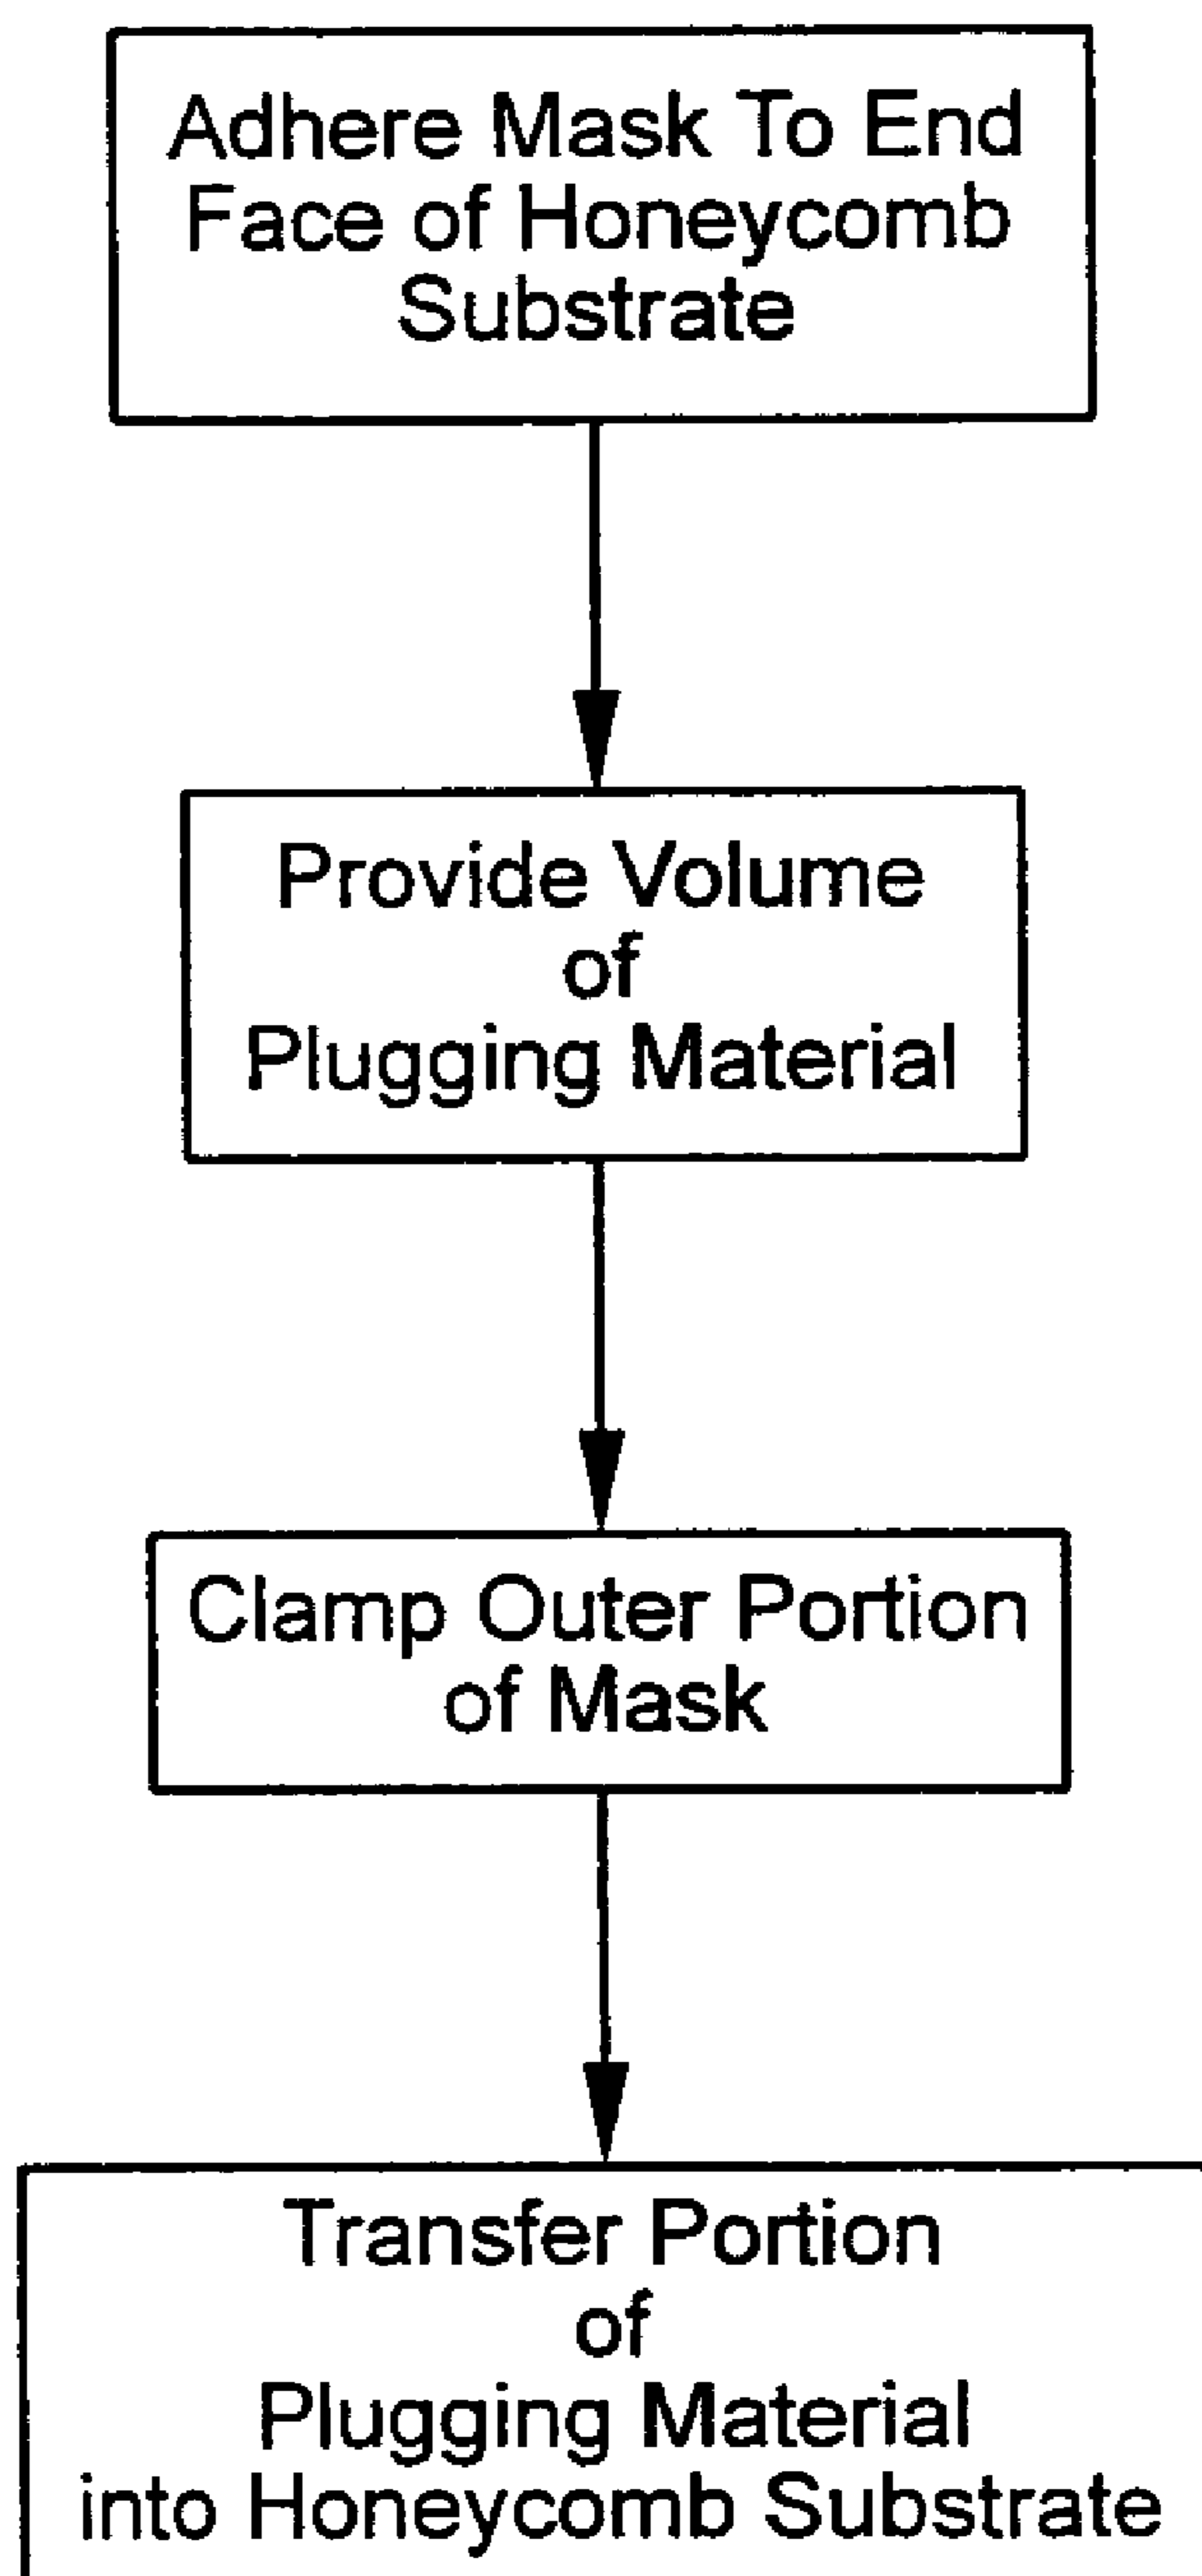 Adhere Mask To End
Face of Honeycomb
Substrate
Provide Volume
of
Plugging Material
Clamp Outer Portion
of Mask
Transfer Portion
of
Plugging Material
into Honeycomb Substrate